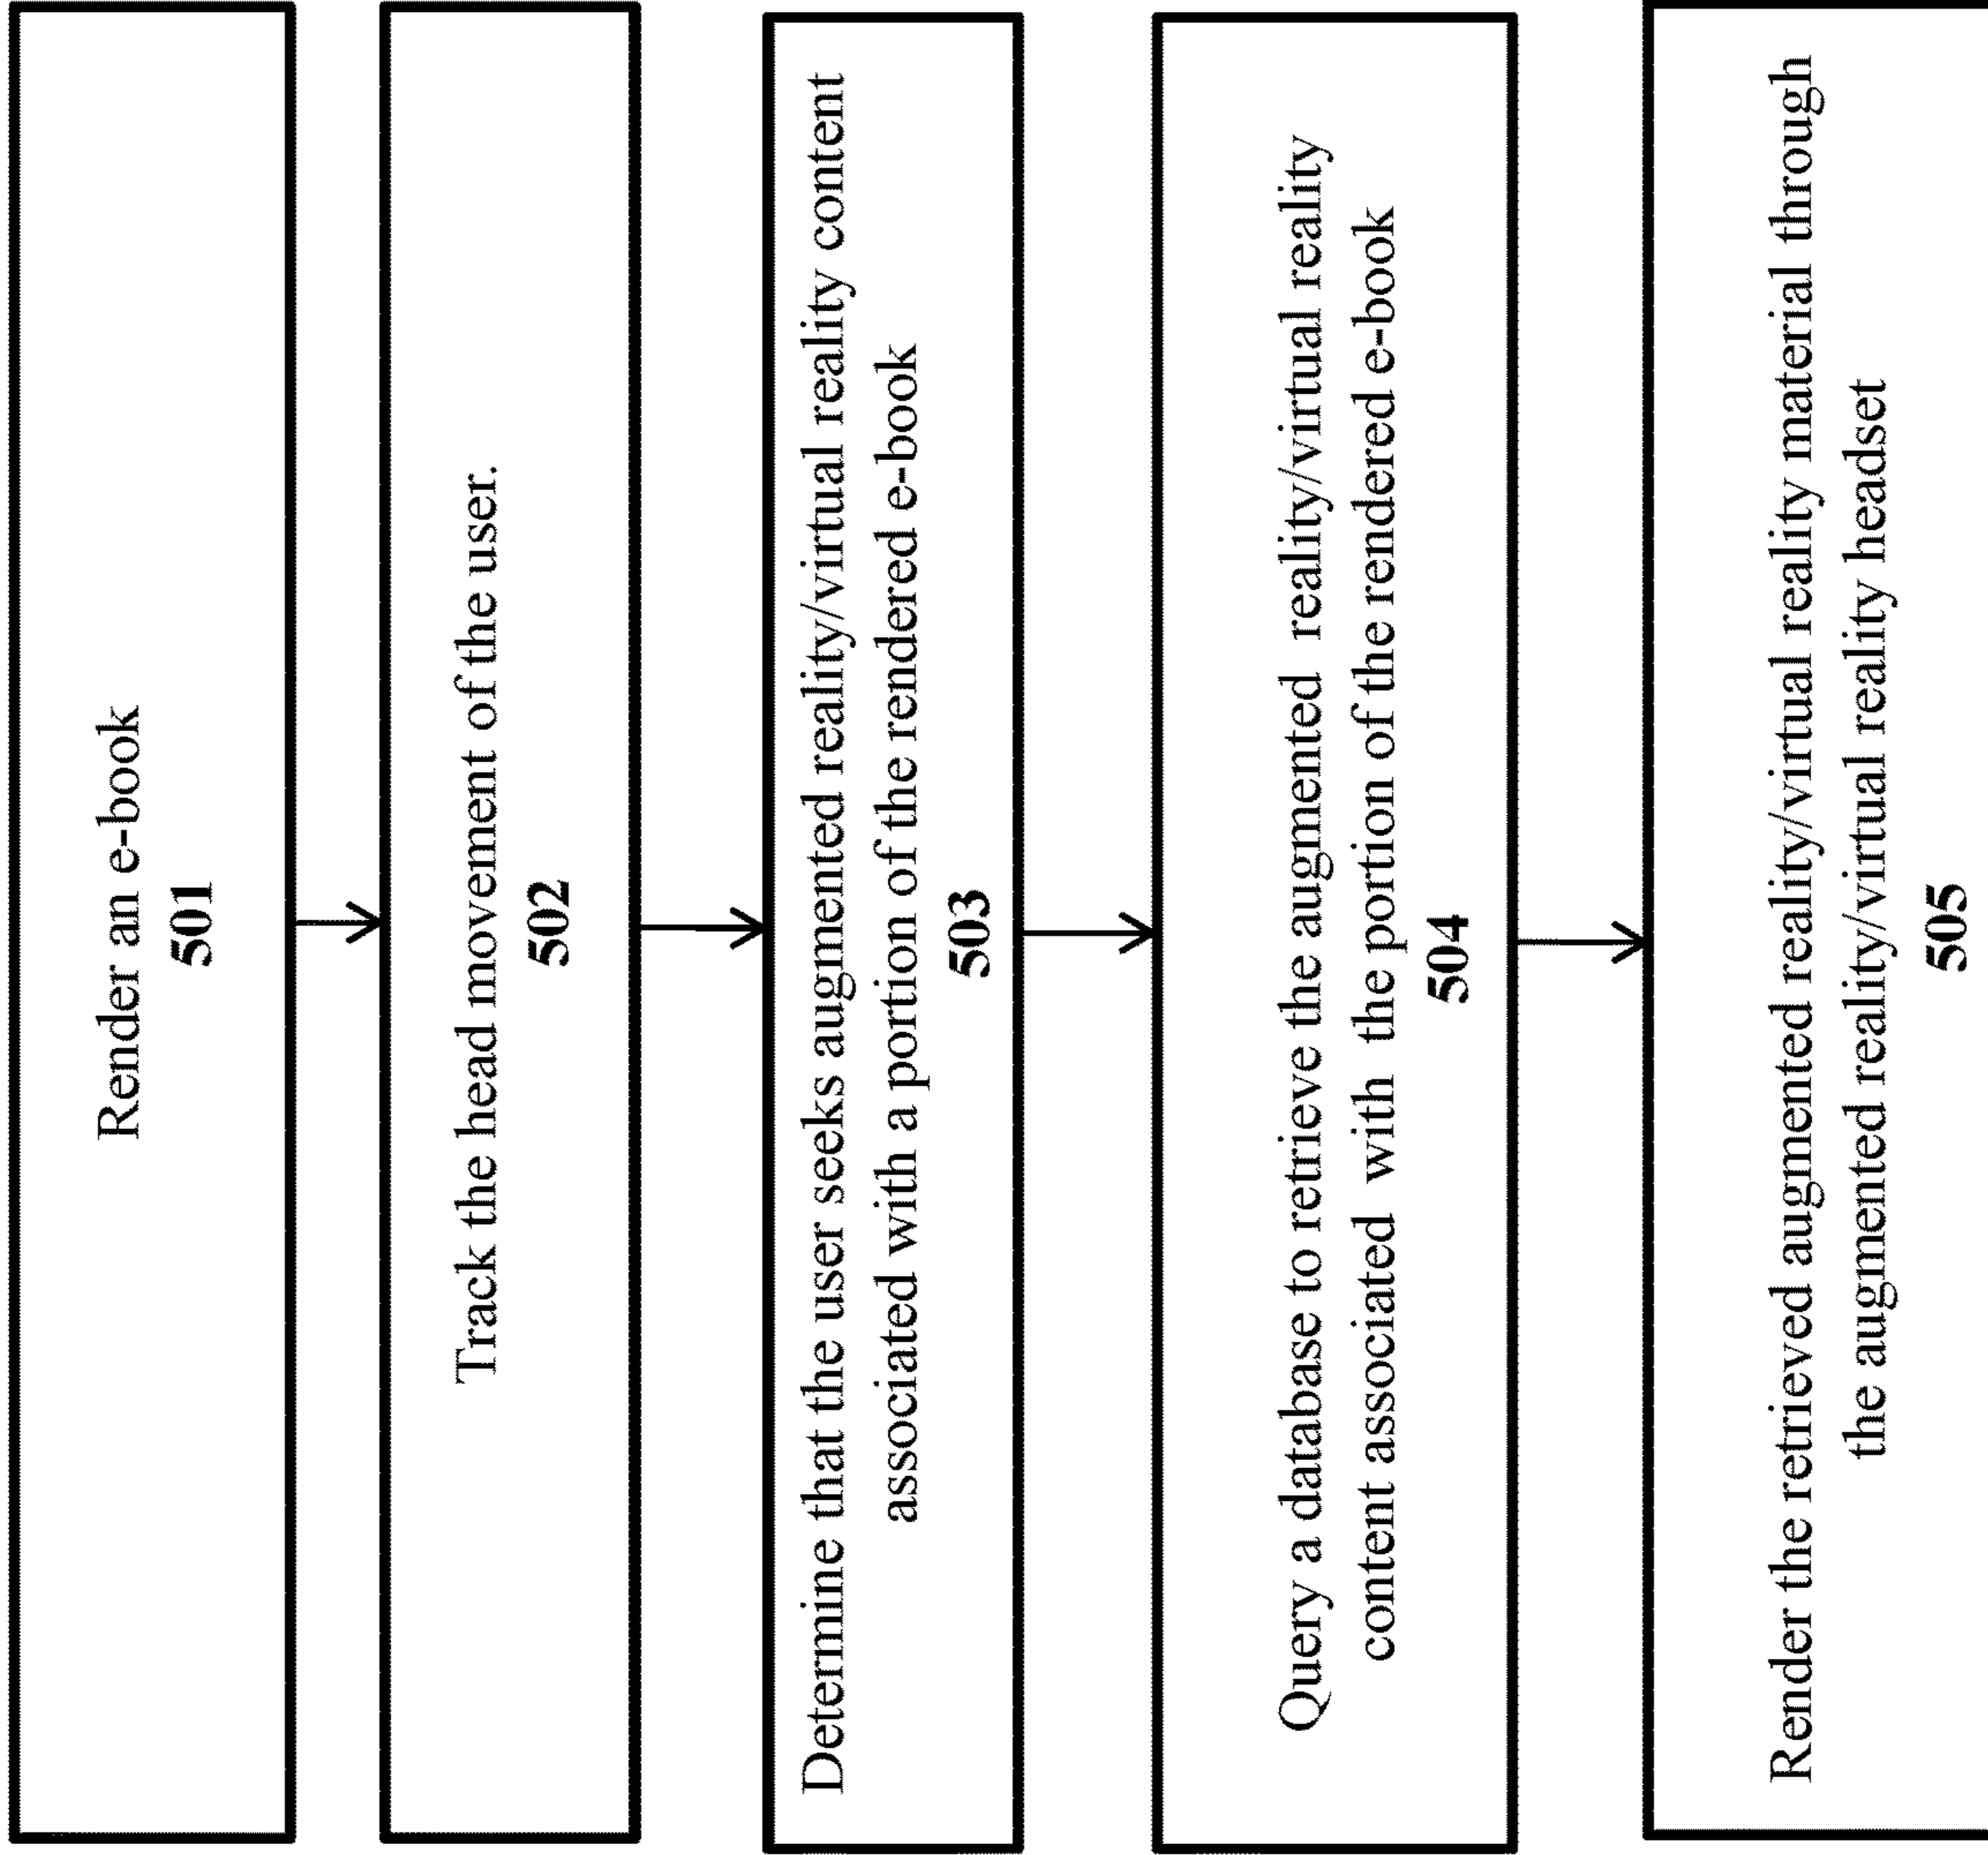 Render an e-book
501
Track the head movement of the user.
502
Determine that the user seeks augmented reality/virtual reality content
associated with a portion of the rendered e-book
503
Query a database to retrieve the augmented reality/virtual reality
content associated with the portion of the rendered e-book
504
Render the retrieved augmented reality/virtual reality material through
the augmented reality/virtual reality headset
505